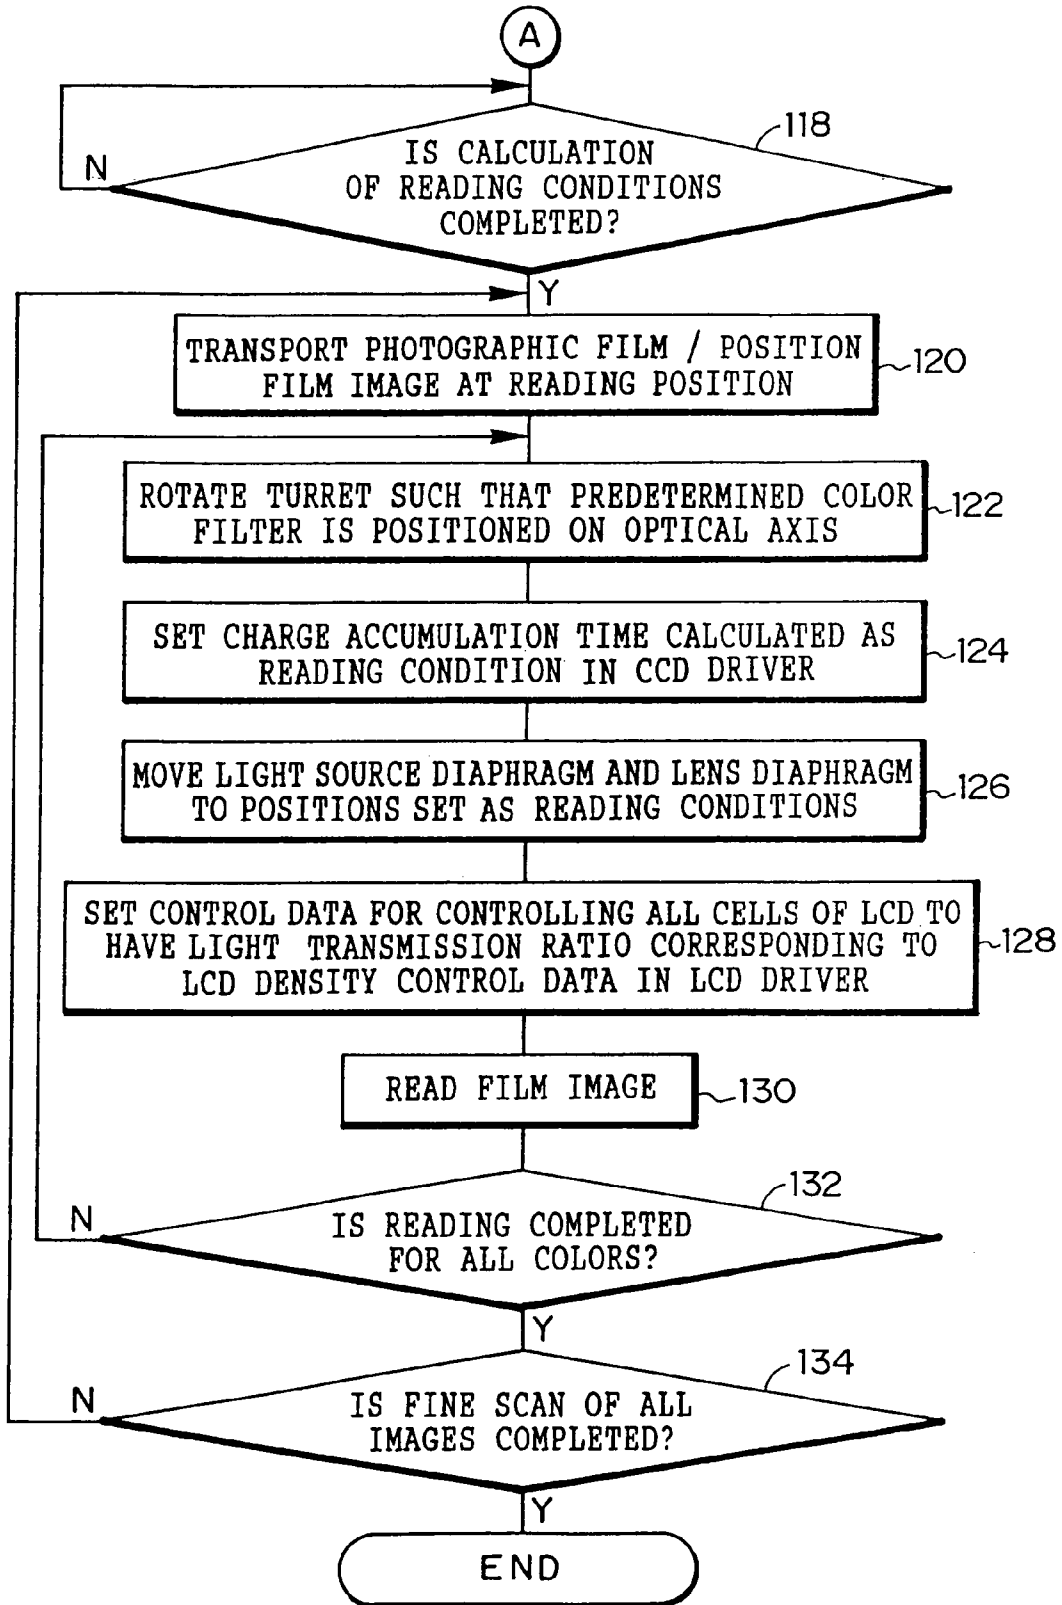 A
118
IS CALCULATION
OF READING CONDITIONS
COMPLETED?
N
Y
TRANSPORT PHOTOGRAPHIC FILM / POSITION
FILM IMAGE AT READING POSITION
120
ROTATE TURRET SUCH THAT PREDETERMINED COLOR
FILTER IS POSITIONED ON OPTICAL AXIS
122
SET CHARGE ACCUMULATION TIME CALCULATED AS
READING CONDITION IN CCD DRIVER
124
MOVE LIGHT SOURCE DIAPHRAGM AND LENS DIAPHRAGM
TO POSITIONS SET AS READING CONDITIONS
126
SET CONTROL DATA FOR CONTROLLING ALL CELLS OF LCD TO
HAVE LIGHT TRANSMISSION RATIO CORRESPONDING TO
LCD DENSITY CONTROL DATA IN LCD DRIVER
128
READ FILM IMAGE
130
132
N
IS READING COMPLETED
FOR ALL COLORS?
Y
134
N
IS FINE SCAN OF ALL
IMAGES COMPLETED?
Y
END